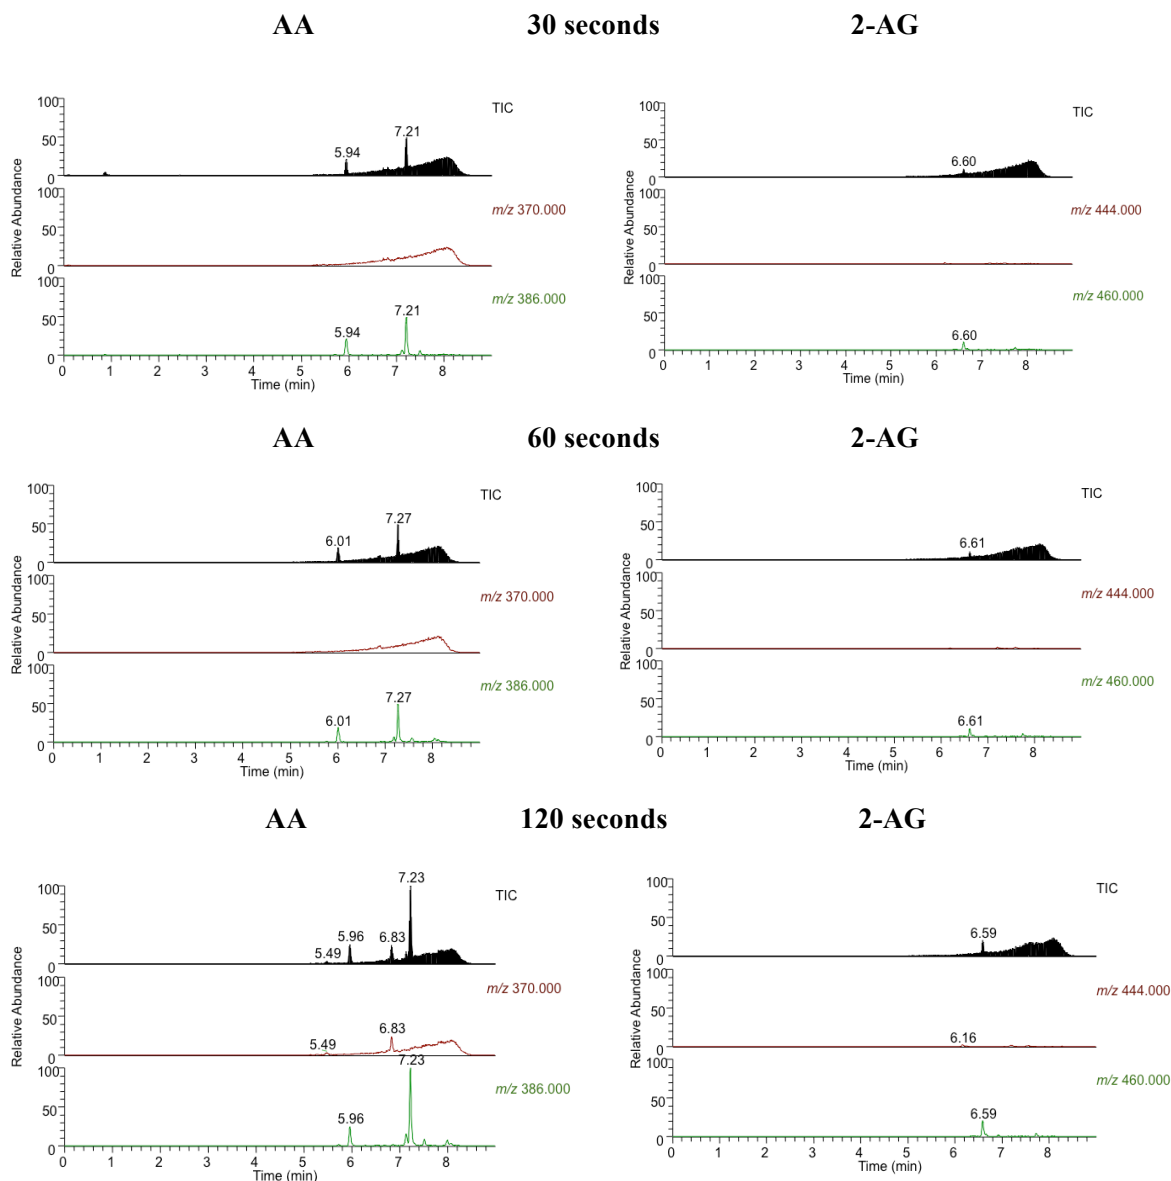 AA 30 seconds 2-AG
100
50
0
TIC
5.94
7.21
Relative Abundance
100
50
0
m/z 370.000
100
50
0
m/z 386.000
5.94
7.21
0 1 2 3 4 5 6 7 8
Time (min)
100
50
0
TIC
6.60
Relative Abundance
100
50
0
m/z 444.000
100
50
0
m/z 460.000
6.60
0 1 2 3 4 5 6 7 8
Time (min)
AA 60 seconds 2-AG
100
50
0
TIC
6.01
7.27
Relative Abundance
100
50
0
m/z 370.000
100
50
0
m/z 386.000
6.01
7.27
0 1 2 3 4 5 6 7 8
Time (min)
100
50
0
TIC
6.61
Relative Abundance
100
50
0
m/z 444.000
100
50
0
m/z 460.000
6.61
0 1 2 3 4 5 6 7 8
Time (min)
AA 120 seconds 2-AG
100
50
0
TIC
5.49
5.96
6.83
7.23
Relative Abundance
100
50
0
m/z 370.000
5.49
6.83
100
50
0
m/z 386.000
5.96
7.23
0 1 2 3 4 5 6 7 8
Time (min)
100
50
0
TIC
6.59
Relative Abundance
100
50
0
m/z 444.000
6.16
100
50
0
m/z 460.000
6.59
0 1 2 3 4 5 6 7 8
Time (min)